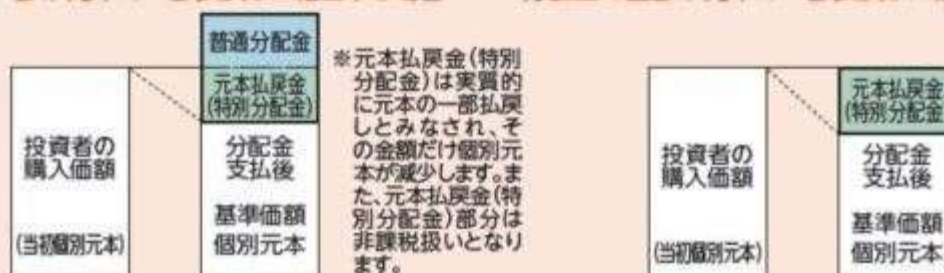 普通分配金
元本払戻金
(特別分配金)
投資者の
購入価額
(当初個別元本)
分配金
支払後
基準価額
個別元本
※元本払戻金(特別
分配金)は実質的
に元本の一部払戻
しとみなされ、そ
の金額だけ個別元
本が減少します。ま
た、元本払戻金(特
別分配金)部分は
非課税扱いとなり
ます。
投資者の
購入価額
(当初個別元本)
元本払戻金
(特別分配金
分配金
支払後
基準価額
個別元本